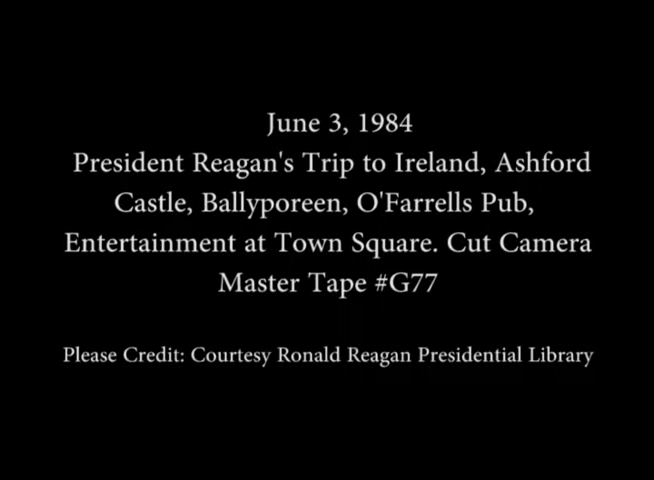 June 3, 1984
President Reagan's Trip to Ireland, Ashford
Castle, Ballyporeen, O'Farrells Pub,
Entertainment at Town Square. Cut Camera
Master Tape #G77
Please Credit: Courtesy Ronald Reagan Presidential Library